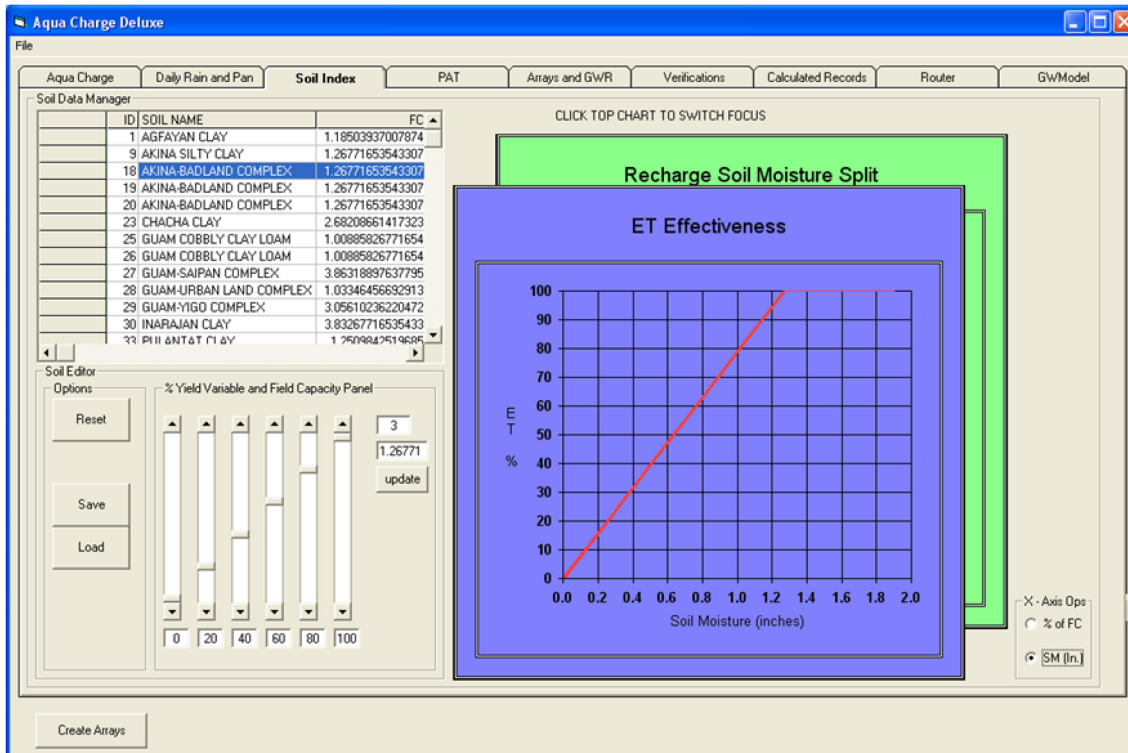 Aqua Charge Deluxe
File
Aqua Charge Daily Rain and Pan Soil Index PAT Arrays and GWR Verifications Calculated Records Router GWModel
Soil Data Manager
ID SOIL NAME FC
1 AGFAYAN CLAY 1.18503937007874
9 AKINA SILTY CLAY 1.26771653543307
18 AKINA-BADLAND COMPLEX 1.26771653543307
19 AKINA-BADLAND COMPLEX 1.26771653543307
20 AKINA-BADLAND COMPLEX 1.26771653543307
23 CHACHA CLAY 2.68208661417323
25 GUAM COBBLY CLAY LOAM 1.00885826771654
26 GUAM COBBLY CLAY LOAM 1.00885826771654
27 GUAM-SAIPAN COMPLEX 3.86318897637795
28 GUAM-URBAN LAND COMPLEX 1.03346456692913
29 GUAM-YIGO COMPLEX 3.05610236220472
30 INARAJAN CLAY 3.83267716535433
33 PULANTAT CLAY 1.2509842519685
Soil Editor
Options
Reset
Save
Load
% Yield Variable and Field Capacity Panel
3
1.26771
update
0 20 40 60 80 100
CLICK TOP CHART TO SWITCH FOCUS
Recharge Soil Moisture Split
ET Effectiveness
100
90
80
70
60
50
40
30
20
10
0
ET %
0.0 0.2 0.4 0.6 0.8 1.0 1.2 1.4 1.6 1.8 2.0
Soil Moisture (inches)
X - Axis Ops
% of FC
SM (In.)
Create Arrays